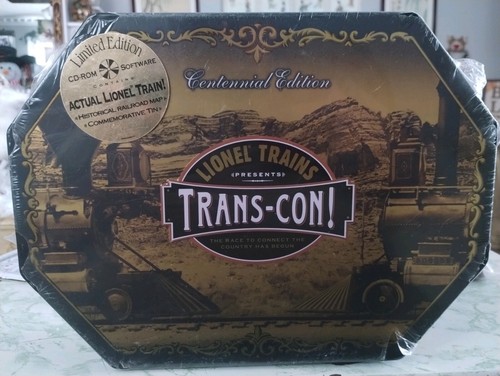 Limited Edition
CD-ROM Software
CONTAINS
ACTUAL LIONEL TRAIN!
• HISTORICAL RAILROAD MAP •
• COMMEMORATIVE TIN •
Centennial Edition
LIONEL TRAINS
PRESENTS
TRANS-CON!
THE RACE TO CONNECT THE
COUNTRY HAS BEGUN